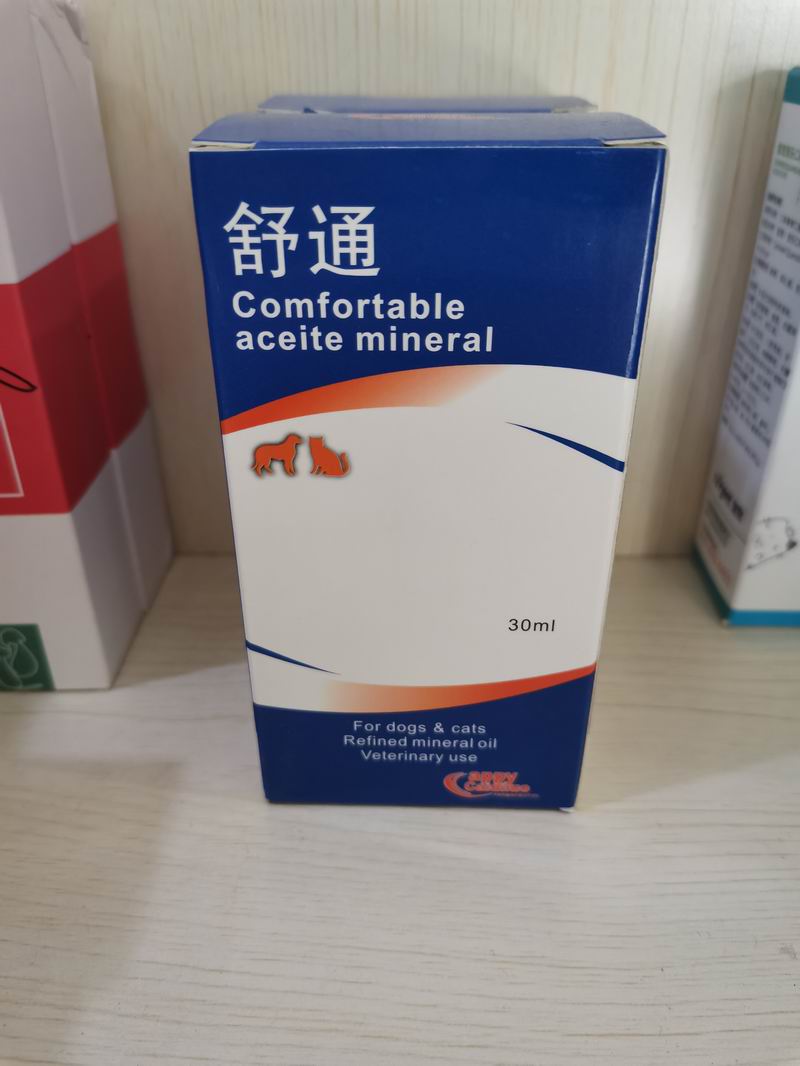 舒通
Comfortable
aceite mineral
30ml
For dogs & cats
Refined mineral oil
Veterinary use